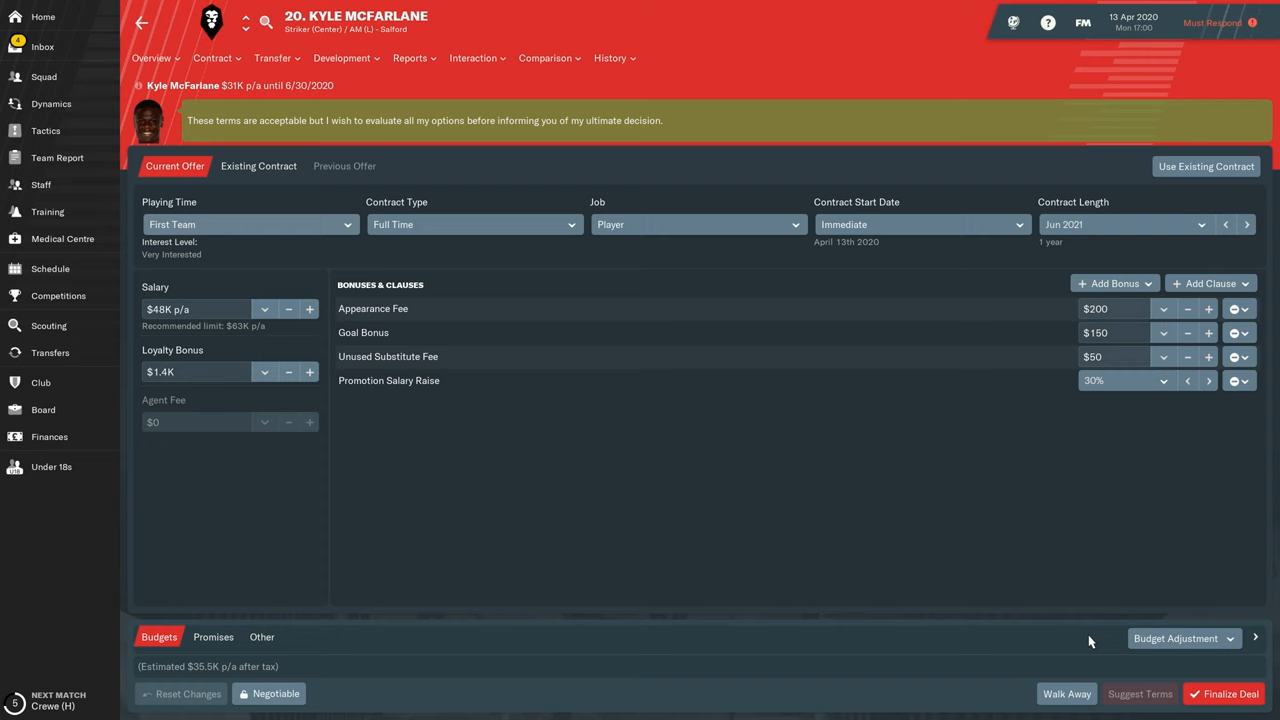 Home
4
Inbox
Squad
Dynamics
Tactics
Team Report
Staff
Training
Medical Centre
Schedule
Competitions
Scouting
Transfers
Club
Board
Finances
U18
Under 18s
5
NEXT MATCH
Crewe (H)
20. KYLE MCFARLANE
Striker (Center) / AM (L) - Salford
?
FM
13 Apr 2020
Mon 17:00
Must Respond
Overview
Contract
Transfer
Development
Reports
Interaction
Comparison
History
Kyle McFarlane $31K p/a until 6/30/2020
These terms are acceptable but I wish to evaluate all my options before informing you of my ultimate decision.
Current Offer
Existing Contract
Previous Offer
Use Existing Contract
Playing Time
Contract Type
Job
Contract Start Date
Contract Length
First Team
Full Time
Player
Immediate
Jun 2021
Interest Level:
Very Interested
April 13th 2020
1 year
Salary
$48K p/a
Recommended limit: $63K p/a
Loyalty Bonus
$1.4K
Agent Fee
$0
BONUSES & CLAUSES
Add Bonus
Add Clause
Appearance Fee
$200
Goal Bonus
$150
Unused Substitute Fee
$50
Promotion Salary Raise
30%
Budgets
Promises
Other
Budget Adjustment
(Estimated $35.5K p/a after tax)
Reset Changes
Negotiable
Walk Away
Suggest Terms
Finalize Deal